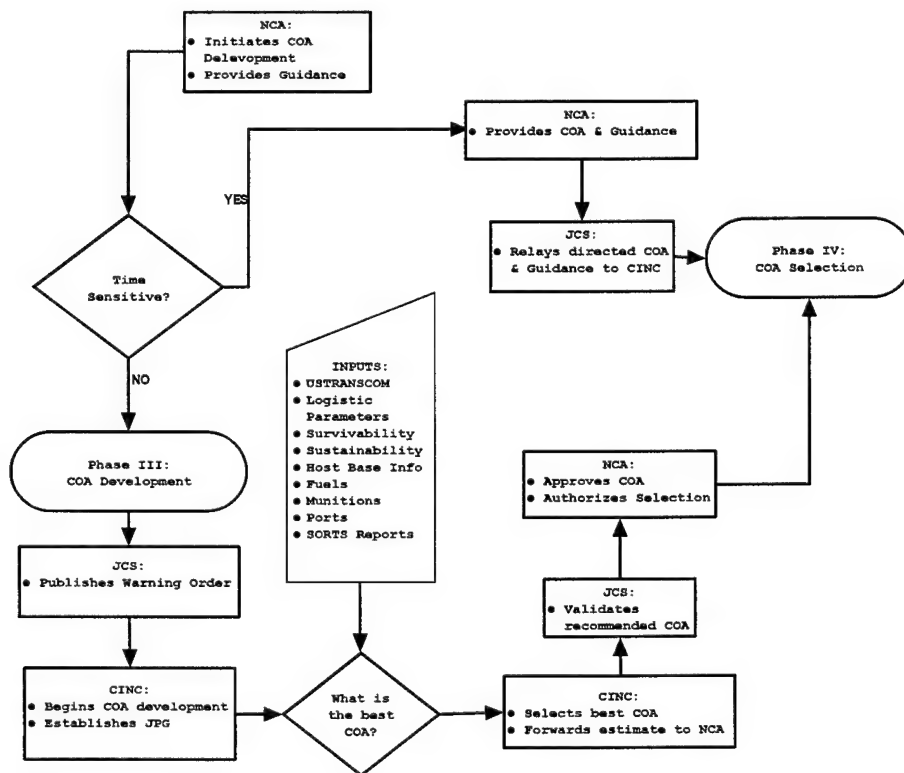 NCA:
● Initiates COA
Delevopment
● Provides Guidance
NCA:
● Provides COA & Guidance
YES
JCS:
● Relays directed COA
& Guidance to CINC
Phase IV:
COA Selection
Time
Sensitive?
NO
INPUTS:
● USTRANSCOM
● Logistic
Parameters
● Survivability
● Sustainability
● Host Base Info
● Fuels
● Munitions
● Ports
● SORTS Reports
Phase III:
COA Development
NCA:
● Approves COA
● Authorizes Selection
JCS:
● Publishes Warning Order
JCS:
● Validates
recommended COA
CINC:
● Begins COA development
● Establishes JPG
What is
the best
COA?
CINC:
● Selects best COA
● Forwards estimate to NCA